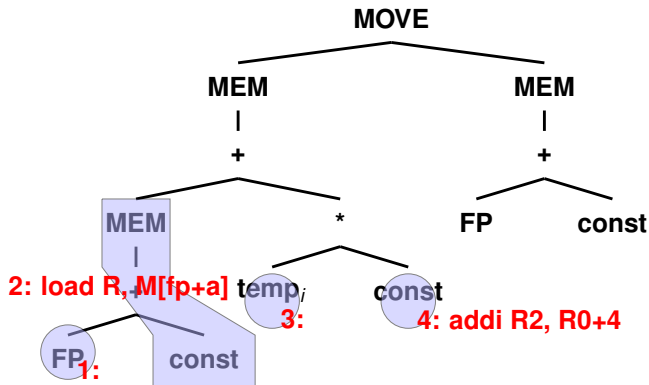 MOVE
MEM MEM
| |
+ +
MEM * FP const
|
2: load R, M[fp+a] tempi const
+
3: 4: addi R2, R0+4
FP 1: const